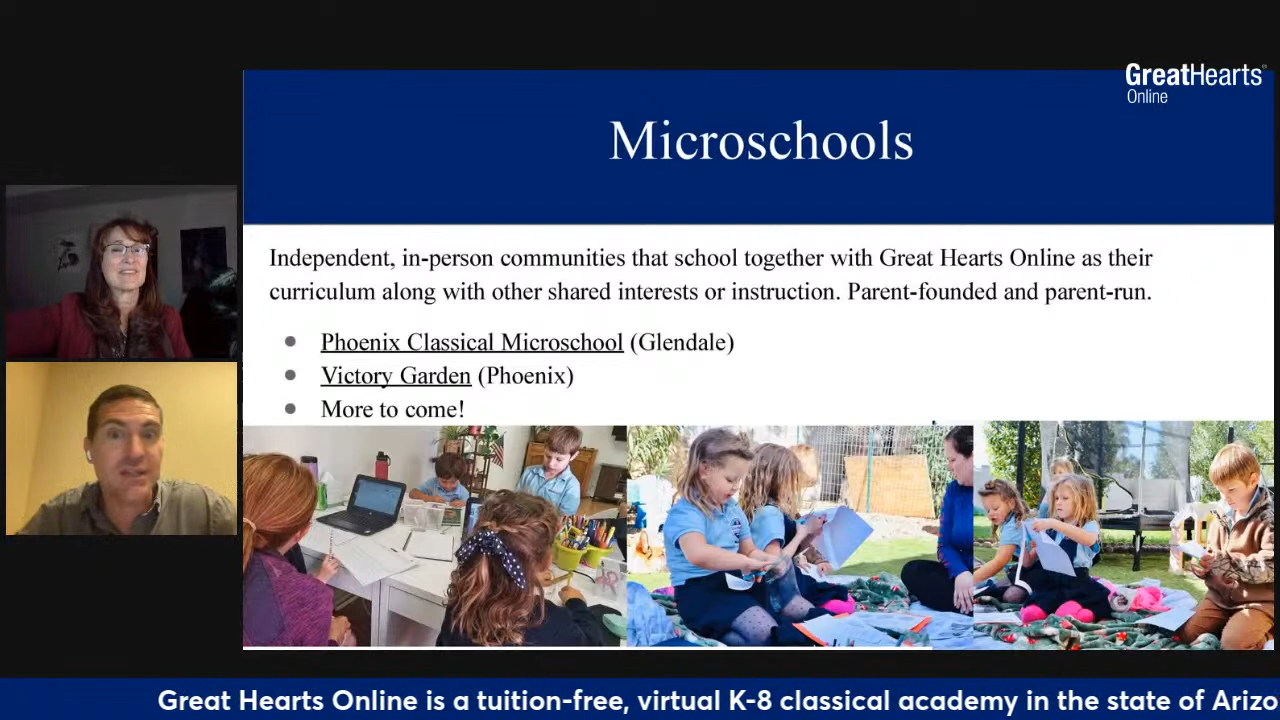 GreatHearts
Online
Microschools
Independent, in-person communities that school together with Great Hearts Online as their
curriculum along with other shared interests or instruction. Parent-founded and parent-run.
Phoenix Classical Microschool (Glendale)
Victory Garden (Phoenix)
More to come!
Great Hearts Online is a tuition-free, virtual K-8 classical academy in the state of Arizo